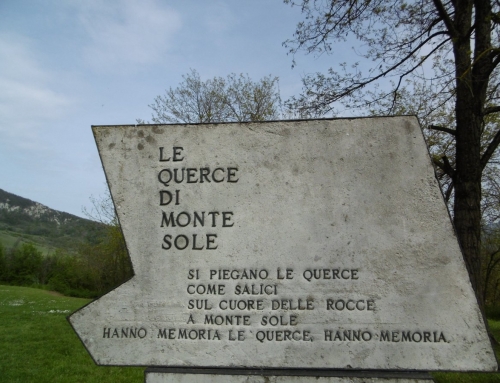 LE
QUERCE
DI
MONTE
SOLE
SI PIEGANO LE QUERCE
COME SALICI
SUL CUORE DELLE ROCCE
A MONTE SOLE
HANNO MEMORIA LE QUERCE, HANNO MEMORIA.